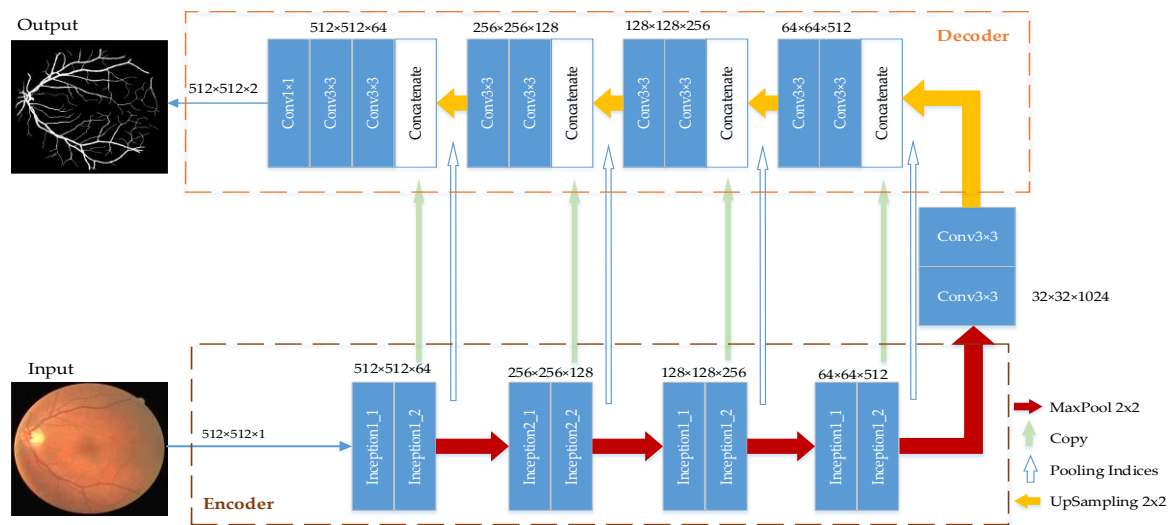 Output
512×512×64
256×256×128
128×128×256
64×64×512
Decoder
512×512×2
Conv1×1
Conv3×3
Conv3×3
Concatenate
Conv3×3
Conv3×3
Concatenate
Conv3×3
Conv3×3
Concatenate
Conv3×3
Conv3×3
Concatenate
Conv3×3
Conv3×3
32×32×1024
Input
512×512×64
256×256×128
128×128×256
64×64×512
512×512×1
Inception1_1
Inception1_2
Inception2_1
Inception2_2
Inception1_1
Inception1_2
Inception1_1
Inception1_2
Encoder
MaxPool 2x2
Copy
Pooling Indices
UpSampling 2x2